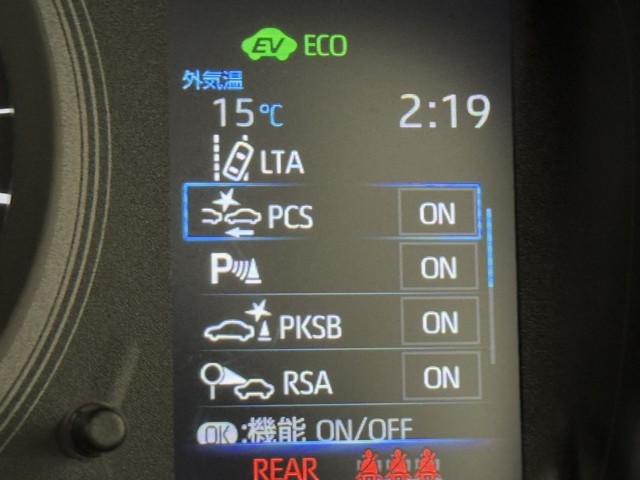 EV ECO
外気温
15℃ 2:19
LTA
PCS ON
P ON
PKSB ON
RSA ON
OK:機能 ON/OFF
REAR